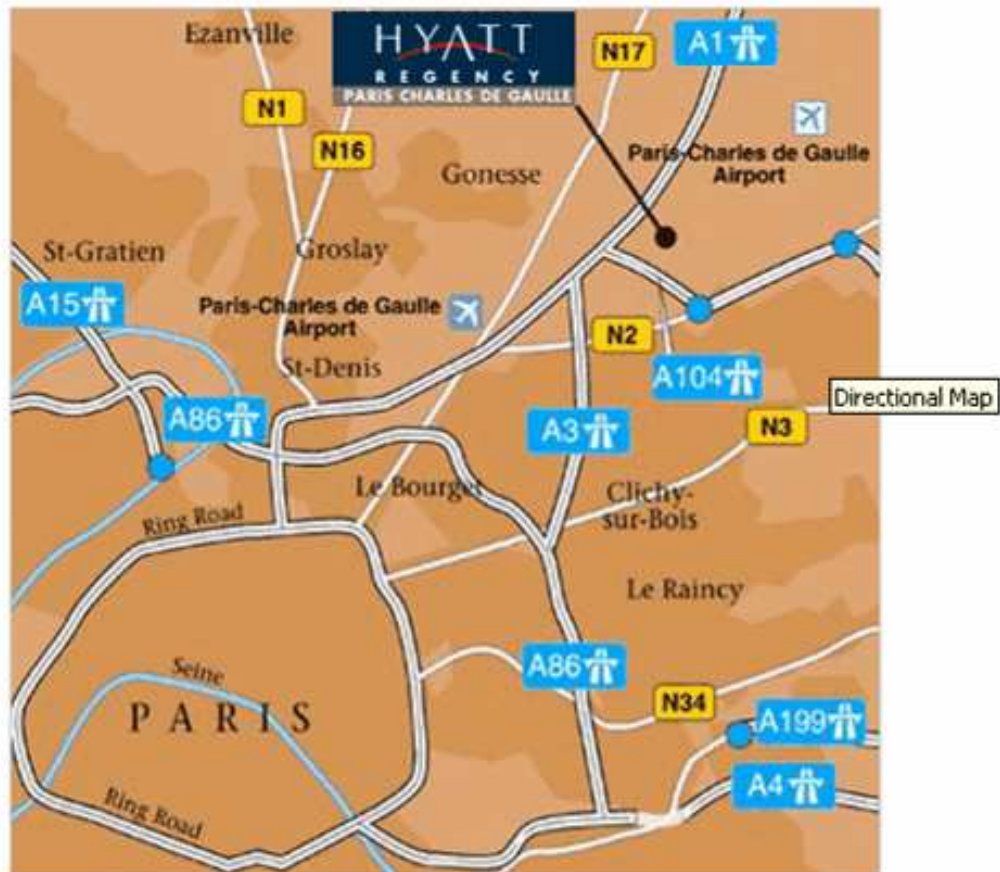 Ezanville
HYATT
REGENCY
PARIS CHARLES DE GAULLE
N17
A1
N1
N16
Gonesse
Paris-Charles de Gaulle
Airport
St-Gratien
Groslay
A15
Paris-Charles de Gaulle
Airport
N2
St-Denis
A104
Directional Map
A86
A3
N3
Le Bourget
Clichy-
sur-Bois
Ring Road
Le Raincy
A86
Seine
N34
PARIS
A199
A4
Ring Road